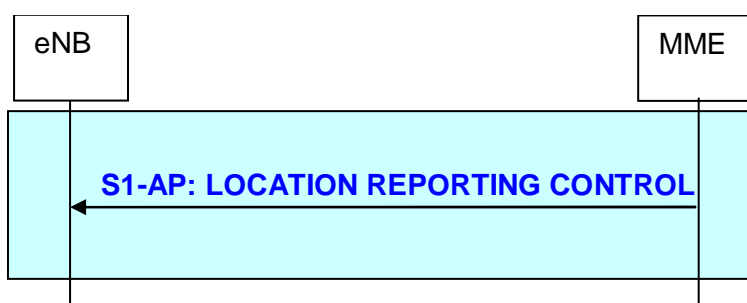 eNB
MME
S1-AP: LOCATION REPORTING CONTROL